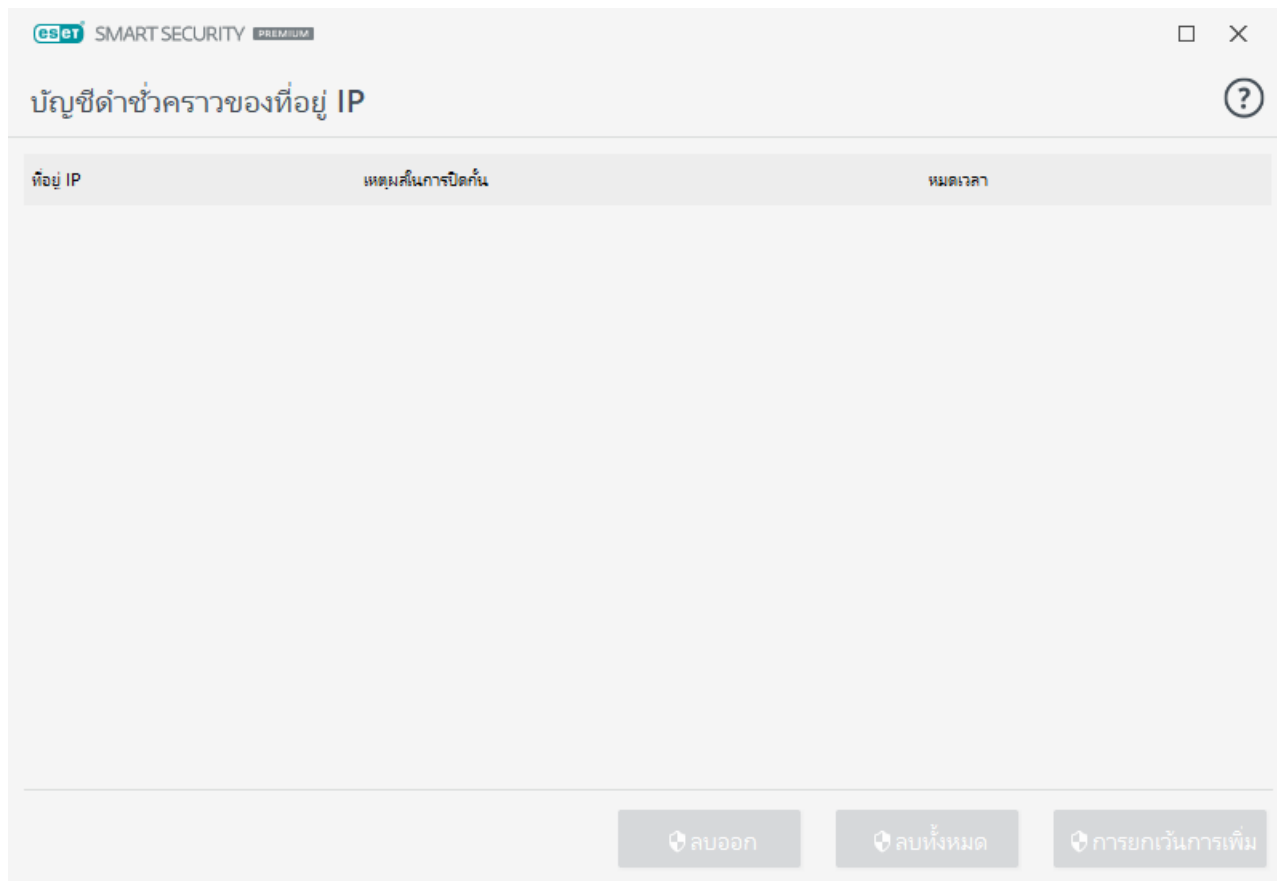 eset SMART SECURITY PREMIUM
บัญชีดำชั่วคราวของที่อยู่ IP
ที่อยู่ IP เหตุผลในการปิดกั้น หมดเวลา
ลบออก ลบทั้งหมด การยกเว้นการเพิ่ม